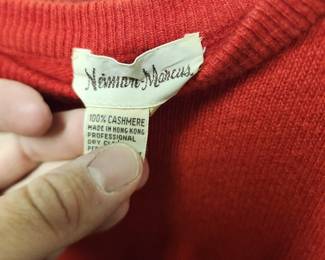 Neiman-Marcus
100% CASHMERE
MADE IN HONG KONG
PROFESSIONAL
DRY